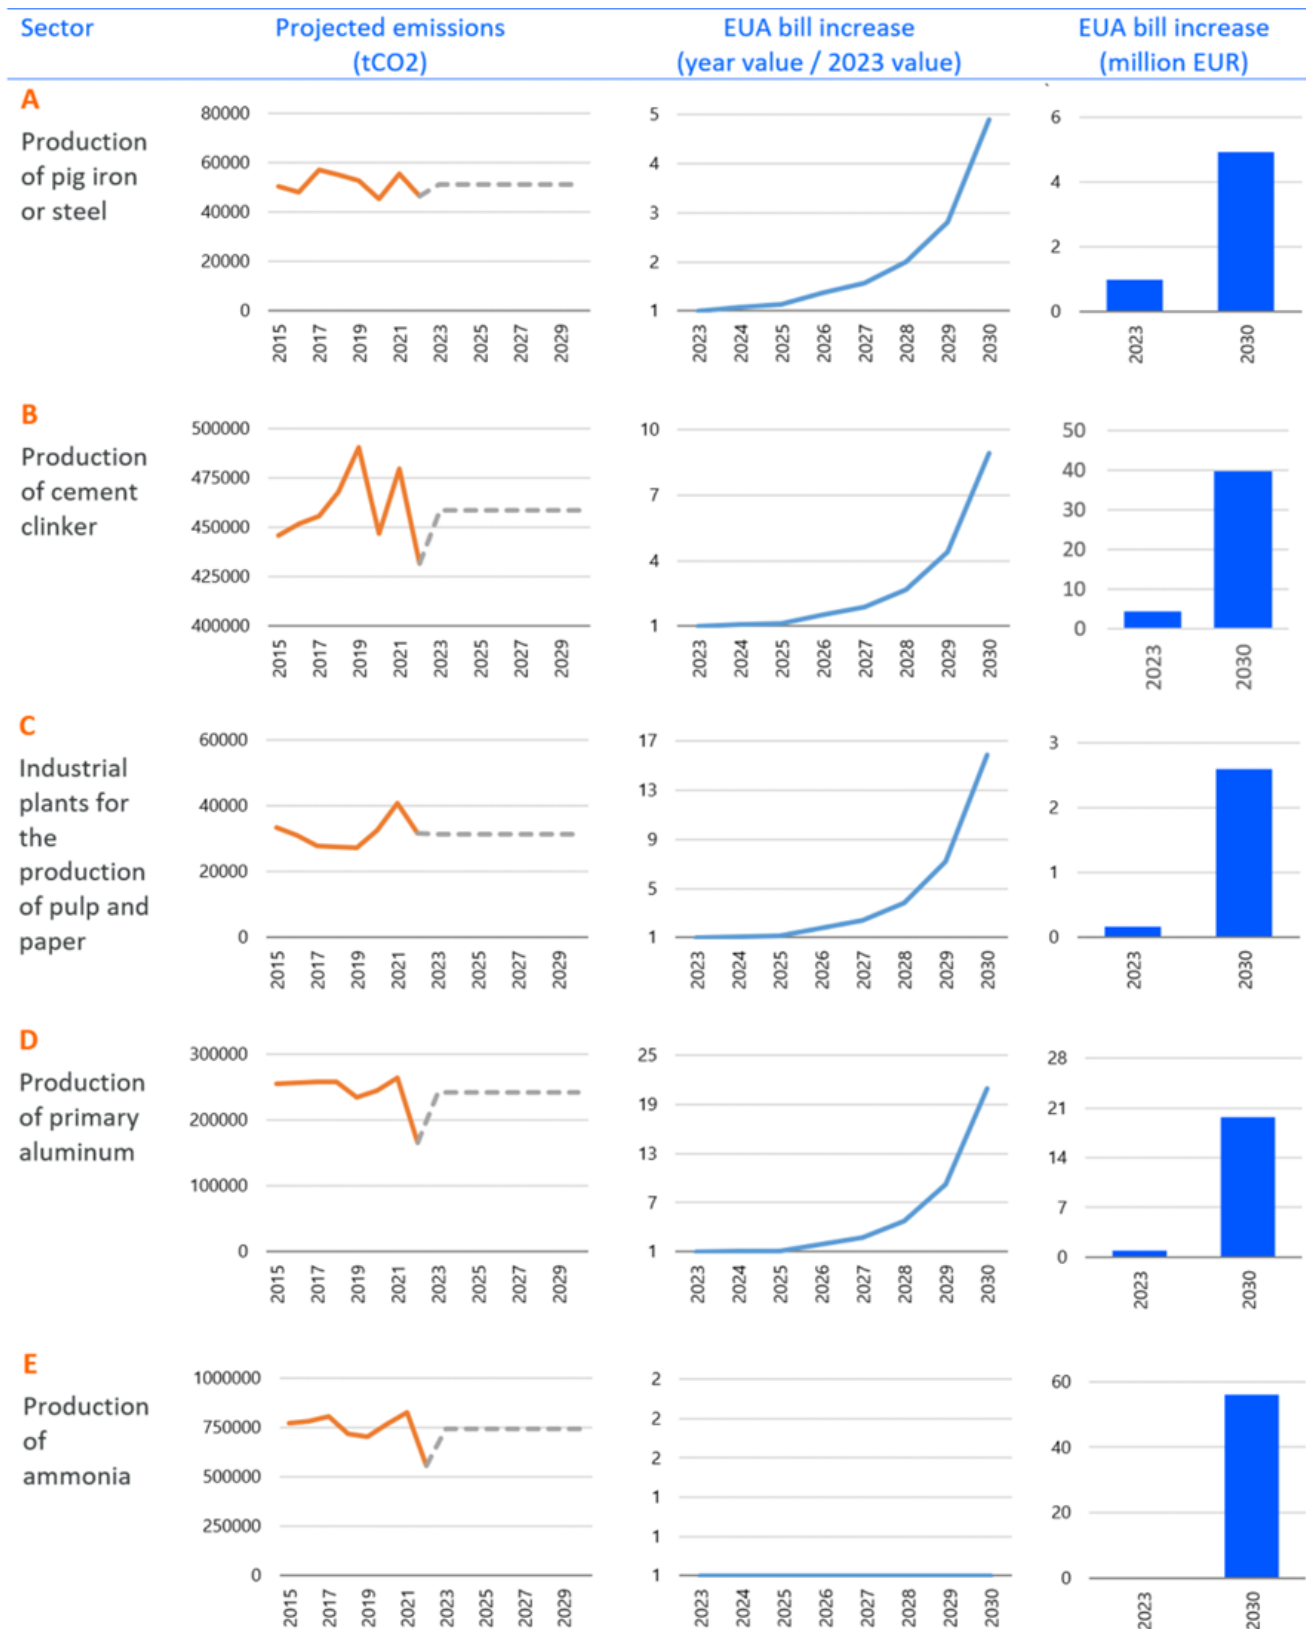 Sector
Projected emissions
(tCO2)
EUA bill increase
(year value / 2023 value)
EUA bill increase
(million EUR)
A
Production
of pig iron
or steel
80000
60000
40000
20000
0
2015 2017 2019 2021 2023 2025 2027 2029
5
4
3
2
1
2023 2024 2025 2026 2027 2028 2029 2030
6
4
2
0
2023 2030
B
Production
of cement
clinker
500000
475000
450000
425000
400000
2015 2017 2019 2021 2023 2025 2027 2029
10
7
4
1
2023 2024 2025 2026 2027 2028 2029 2030
50
40
30
20
10
0
2023 2030
C
Industrial
plants for
the
production
of pulp and
paper
60000
40000
20000
0
2015 2017 2019 2021 2023 2025 2027 2029
17
13
9
5
1
2023 2024 2025 2026 2027 2028 2029 2030
3
2
1
0
2023 2030
D
Production
of primary
aluminum
300000
200000
100000
0
2015 2017 2019 2021 2023 2025 2027 2029
25
19
13
7
1
2023 2024 2025 2026 2027 2028 2029 2030
28
21
14
7
0
2023 2030
E
Production
of
ammonia
1000000
750000
500000
250000
0
2015 2017 2019 2021 2023 2025 2027 2029
2
2
2
1
1
1
2023 2024 2025 2026 2027 2028 2029 2030
60
40
20
0
2023 2030